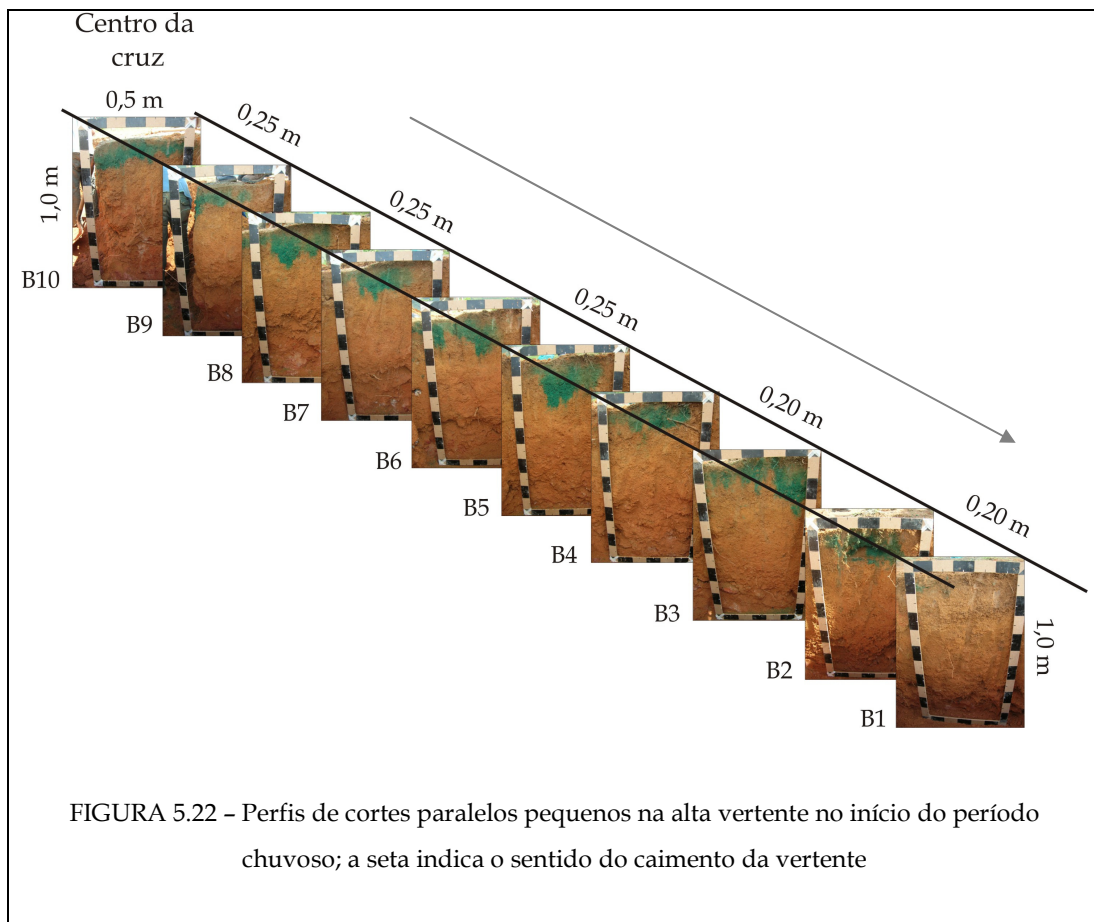 Centro da
cruz
0,5 m
0,25 m
1,0 m
0,25 m
B10
B9
0,25 m
B8
B7
0,25 m
B6
0,20 m
B5
B4
0,20 m
B3
B2
1,0 m
B1
FIGURA 5.22 – Perfis de cortes paralelos pequenos na alta vertente no início do período
chuvoso; a seta indica o sentido do caimento da vertente